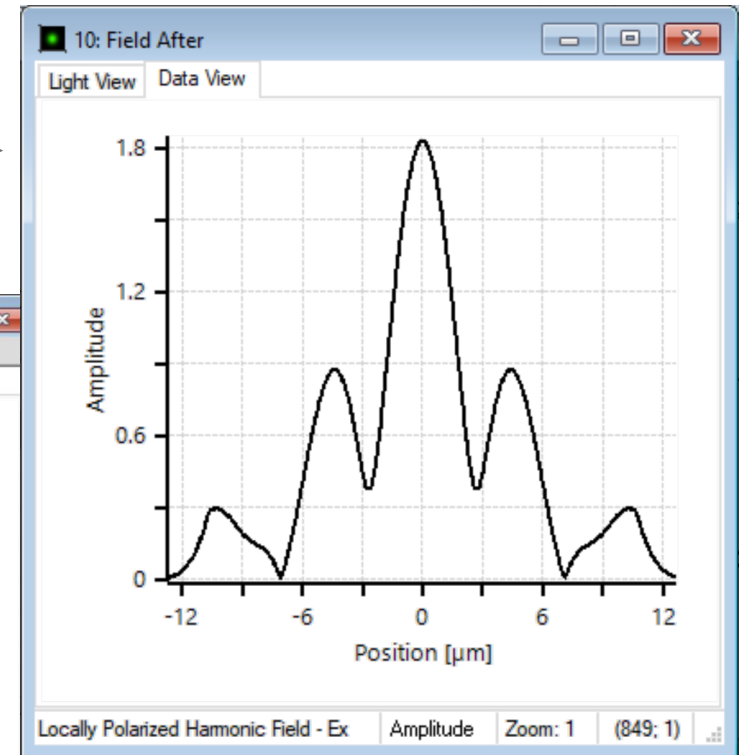 10: Field After
Light View Data View
1.8
1.2
0.6
0
Amplitude
-12 -6 0 6 12
Position [µm]
Locally Polarized Harmonic Field - Ex Amplitude Zoom: 1 (849; 1)